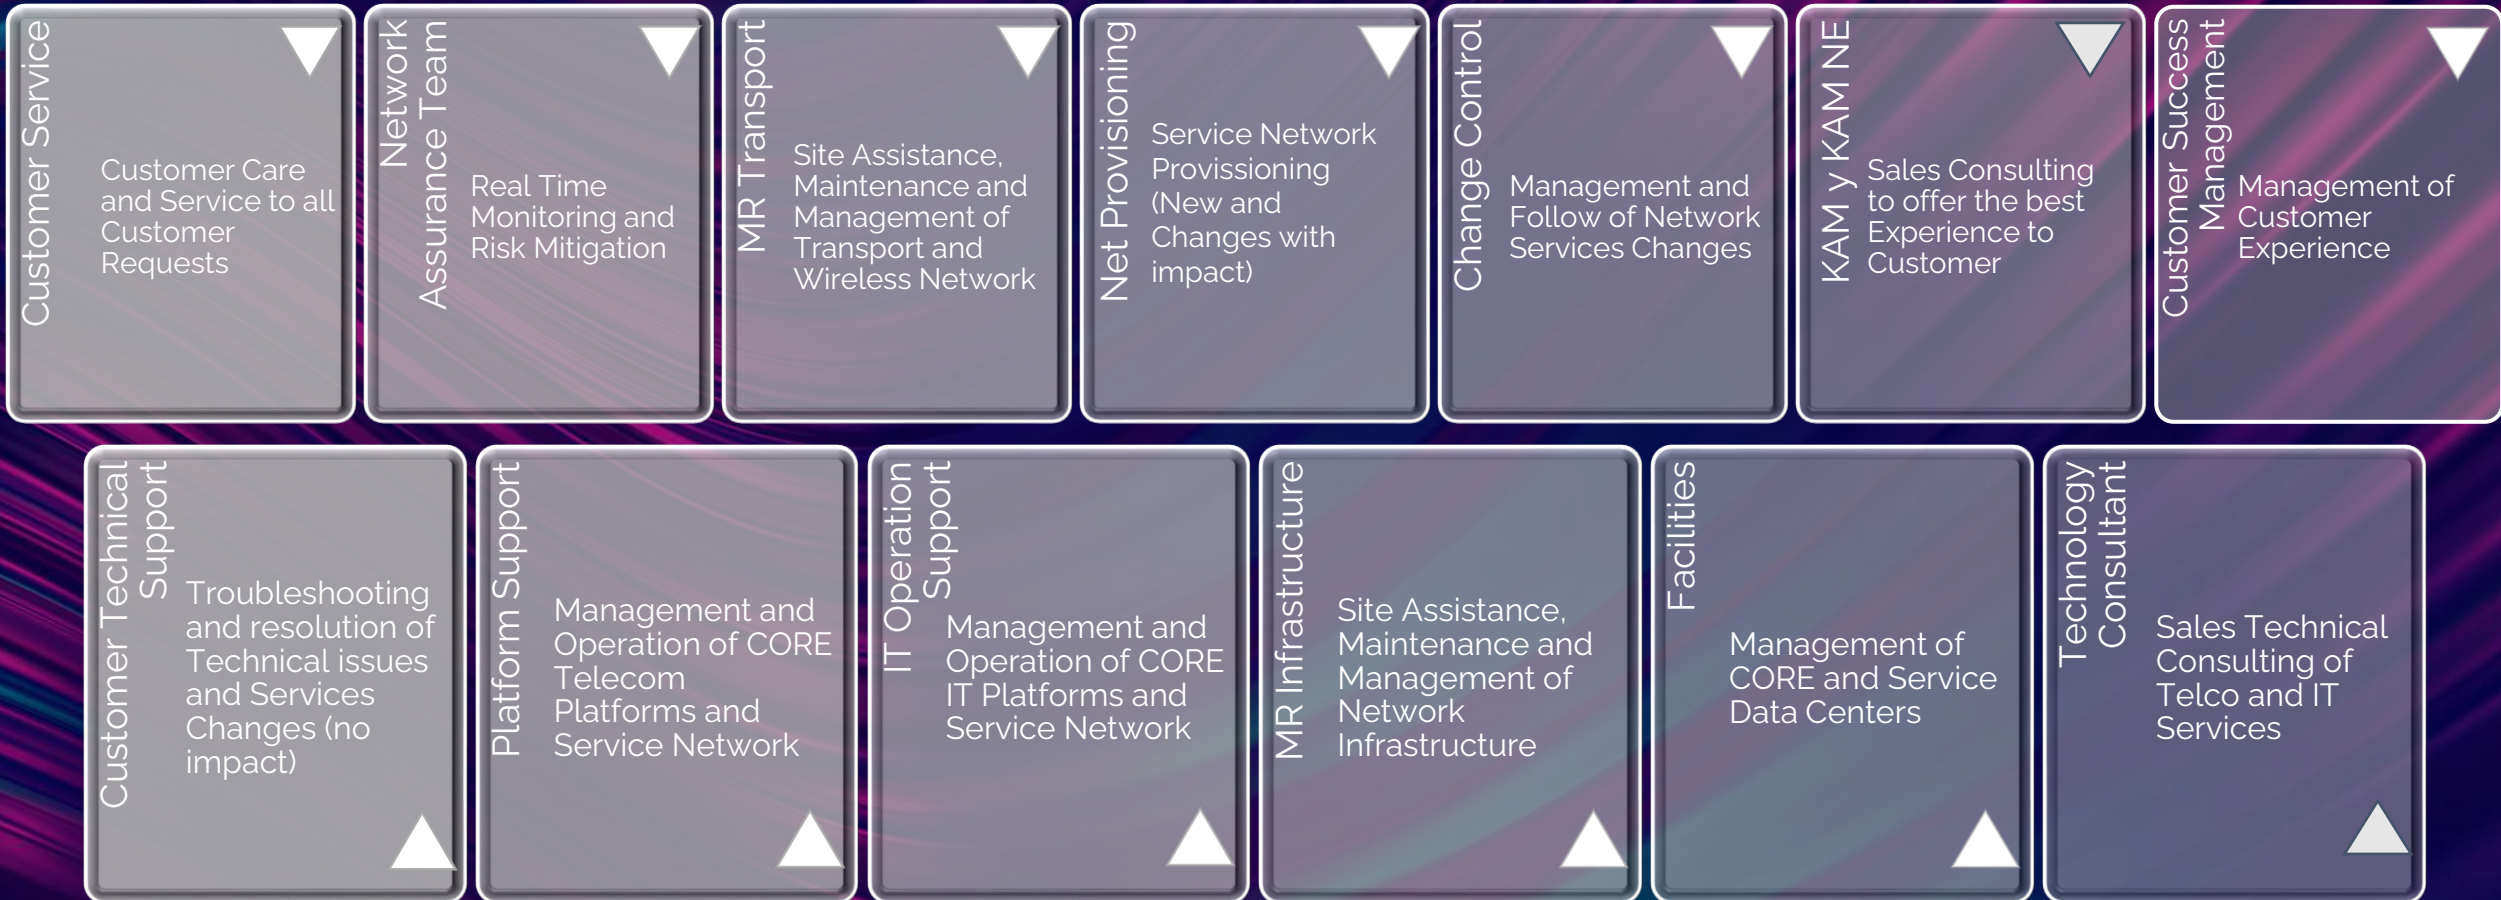 Customer Service
Customer Care
and Service to all
Customer
Requests
Network
Assurance Team
Real Time
Monitoring and
Risk Mitigation
MR Transport
Site Assistance,
Maintenance and
Management of
Transport and
Wireless Network
Net Provisioning
Service Network
Provissioning
(New and
Changes with
impact)
Change Control
Management and
Follow of Network
Services Changes
KAM y KAM NE
Sales Consulting
to offer the best
Experience to
Customer
Customer Success
Management
Management of
Customer
Experience
Customer Technical
Support
Troubleshooting
and resolution of
Technical issues
and Services
Changes (no
impact)
Platform Support
Management and
Operation of CORE
Telecom
Platforms and
Service Network
IT Operation
Support
Management and
Operation of CORE
IT Platforms and
Service Network
MR Infrastructure
Site Assistance,
Maintenance and
Management of
Network
Infrastructure
Facilities
Management of
CORE and Service
Data Centers
Technology
Consultant
Sales Technical
Consulting of
Telco and IT
Services